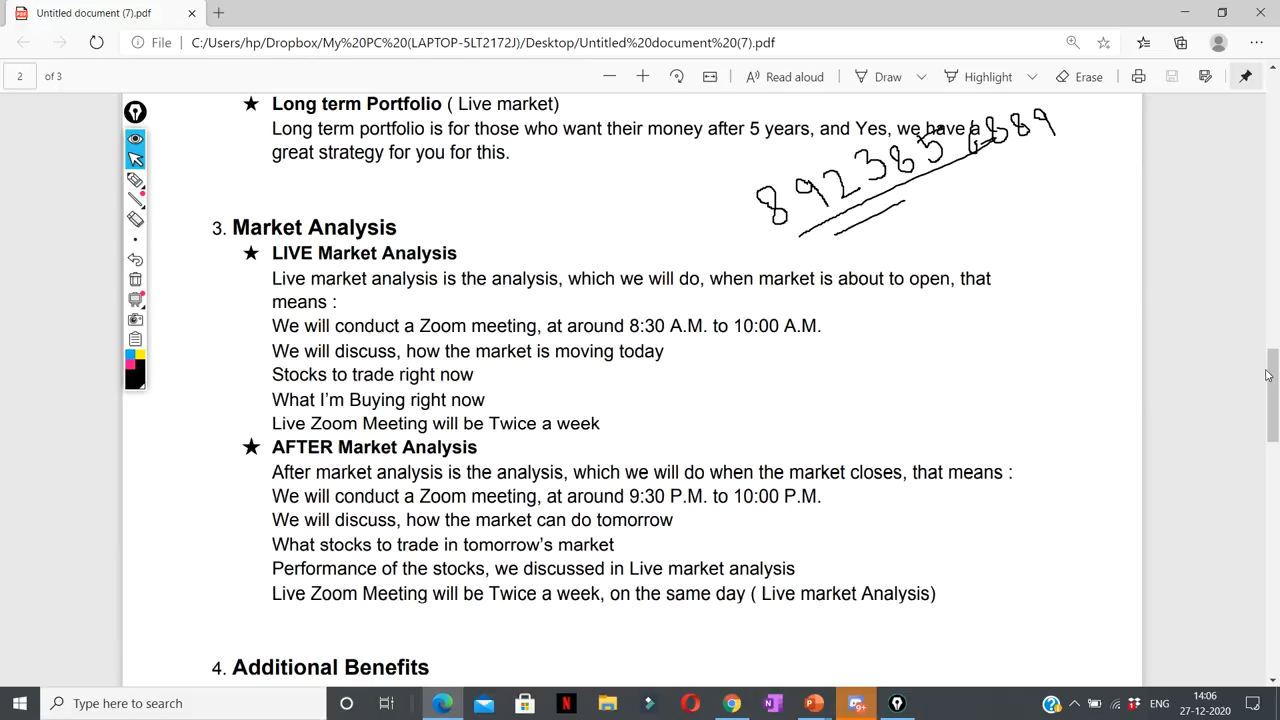 Untitled document (7).pdf
File
C:/Users/hp/Dropbox/My%20PC%20(LAPTOP-5LT2172J)/Desktop/Untitled%20document%20(7).pdf
2 of 3
Read aloud
Draw
Highlight
Erase
★ Long term Portfolio ( Live market)
Long term portfolio is for those who want their money after 5 years, and Yes, we have a
great strategy for you for this.
3. Market Analysis
★ LIVE Market Analysis
Live market analysis is the analysis, which we will do, when market is about to open, that
means :
We will conduct a Zoom meeting, at around 8:30 A.M. to 10:00 A.M.
We will discuss, how the market is moving today
Stocks to trade right now
What I’m Buying right now
Live Zoom Meeting will be Twice a week
★ AFTER Market Analysis
After market analysis is the analysis, which we will do when the market closes, that means :
We will conduct a Zoom meeting, at around 9:30 P.M. to 10:00 P.M.
We will discuss, how the market can do tomorrow
What stocks to trade in tomorrow’s market
Performance of the stocks, we discussed in Live market analysis
Live Zoom Meeting will be Twice a week, on the same day ( Live market Analysis)
4. Additional Benefits
Type here to search
9+
ENG
14:06
27-12-2020